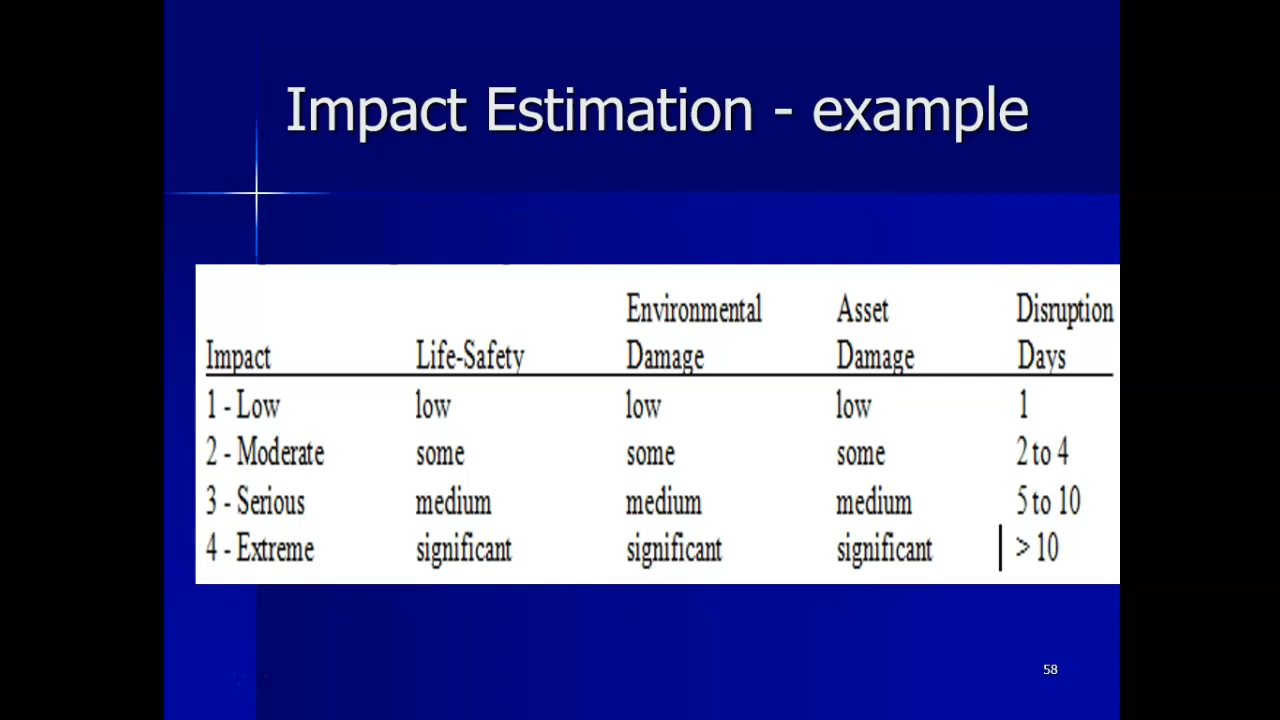 Impact Estimation - example
Environmental Asset Disruption
Impact Life-Safety Damage Damage Days
1 - Low low low low 1
2 - Moderate some some some 2 to 4
3 - Serious medium medium medium 5 to 10
4 - Extreme significant significant significant > 10
58